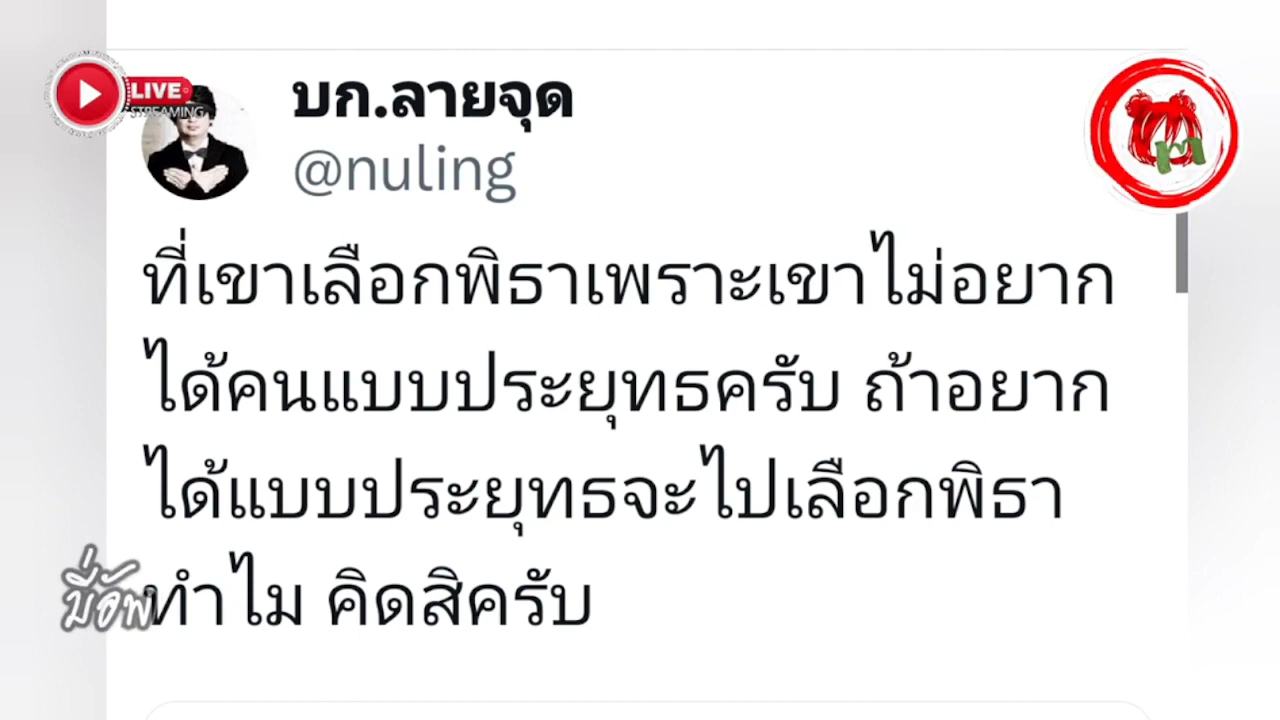 LIVE
STREAMING
บก.ลายจุด
@nuling
ที่เขาเลือกพิธาเพราะเขาไม่อยาก
ได้คนแบบประยุทธครับ ถ้าอยาก
ได้แบบประยุทธจะไปเลือกพิธา
ทำไม คิดสิครับ
บี่อัพ